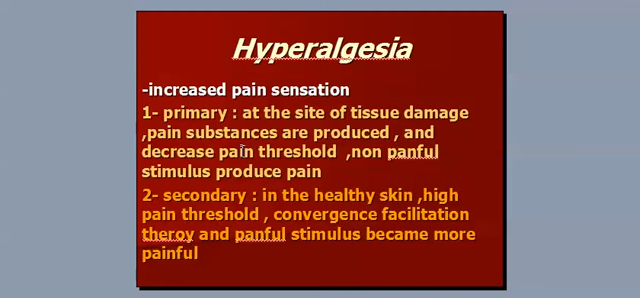 Hyperalgesia
-increased pain sensation
1- primary : at the site of tissue damage
,pain substances are produced , and
decrease pain threshold ,non panful
stimulus produce pain
2- secondary : in the healthy skin ,high
pain threshold , convergence facilitation
theroy and panful stimulus became more
painful